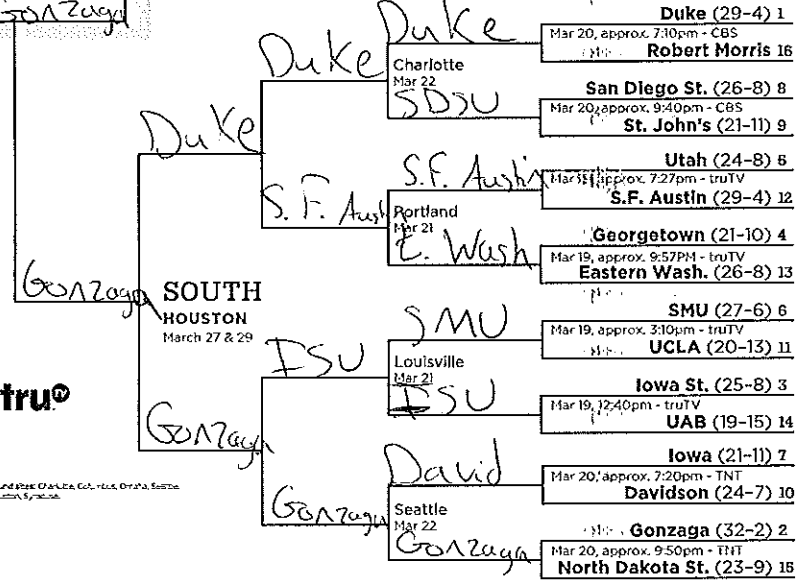 Gonzaga
Duke (29-4) 1
Mar 20, approx. 7:10pm - CBS
Robert Morris 16
Duke
Charlotte
Mar 22
San Diego St. (26-8) 8
Mar 20, approx. 9:40pm - CBS
St. John's (21-11) 9
SDSU
Duke
Utah (24-8) 5
approx. 7:27pm - truTV
S.F. Austin (29-4) 12
S.F. Austin
Portland
Mar 21
Georgetown (21-10) 4
Mar 19, approx. 9:57PM - truTV
Eastern Wash. (26-8) 13
E. Wash
S.F. Aust
Duke
SOUTH
HOUSTON
March 27 & 29
Gonzaga
SMU (27-6) 6
Mar 19, approx. 3:10pm - truTV
UCLA (20-13) 11
SMU
Louisville
Mar 21
Iowa St. (25-8) 3
Mar 19, 12:40pm - truTV
UAB (19-15) 14
ISU
ISU
tru
Iowa (21-11) 7
Mar 20, approx. 7:20pm - TNT
Davidson (24-7) 10
David
Seattle
Mar 22
Gonzaga (32-2) 2
Mar 20, approx. 9:50pm - TNT
North Dakota St. (23-9) 15
Gonzaga
Gonzaga
Gonzaga